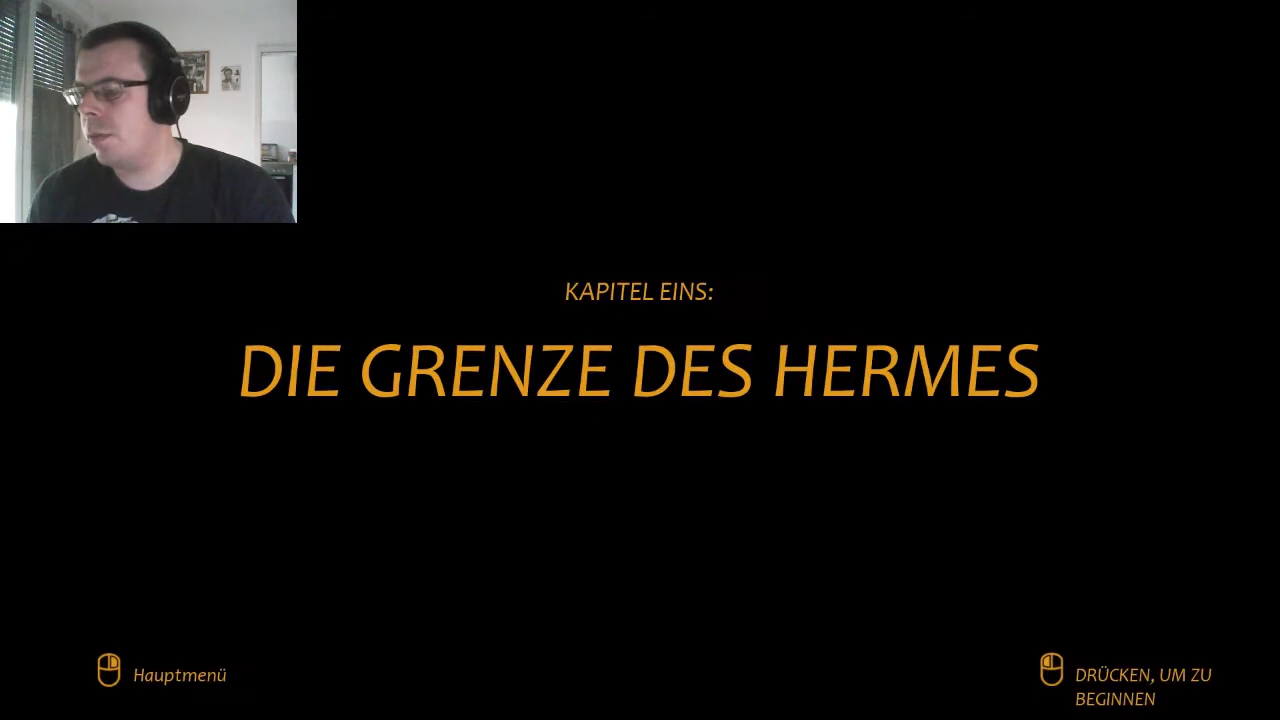 KAPITEL EINS:
DIE GRENZE DES HERMES
Hauptmenü
DRÜCKEN, UM ZU
BEGINNEN